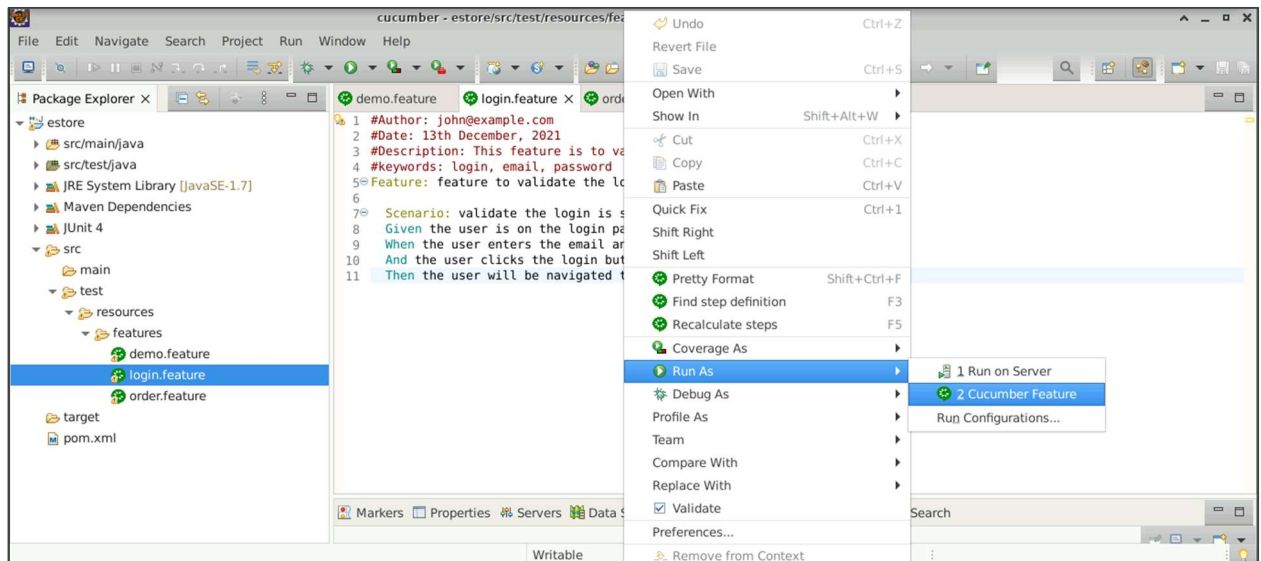 cucumber - estore/src/test/resources/fea
File Edit Navigate Search Project Run Window Help
Package Explorer
demo.feature
login.feature
orde
estore
src/main/java
src/test/java
JRE System Library [JavaSE-1.7]
Maven Dependencies
JUnit 4
src
main
test
resources
features
demo.feature
login.feature
order.feature
target
pom.xml
1 #Author: john@example.com
2 #Date: 13th December, 2021
3 #Description: This feature is to va
4 #keywords: login, email, password
5 Feature: feature to validate the lo
6
7 Scenario: validate the login is s
8 Given the user is on the login pa
9 When the user enters the email an
10 And the user clicks the login but
11 Then the user will be navigated t
Undo Ctrl+Z
Revert File
Save Ctrl+S
Open With
Show In Shift+Alt+W
Cut Ctrl+X
Copy Ctrl+C
Paste Ctrl+V
Quick Fix Ctrl+1
Shift Right
Shift Left
Pretty Format Shift+Ctrl+F
Find step definition F3
Recalculate steps F5
Coverage As
Run As
Debug As
Profile As
Team
Compare With
Replace With
Validate
Preferences...
Remove from Context
1 Run on Server
2 Cucumber Feature
Run Configurations...
Markers Properties Servers Data S
Search
Writable